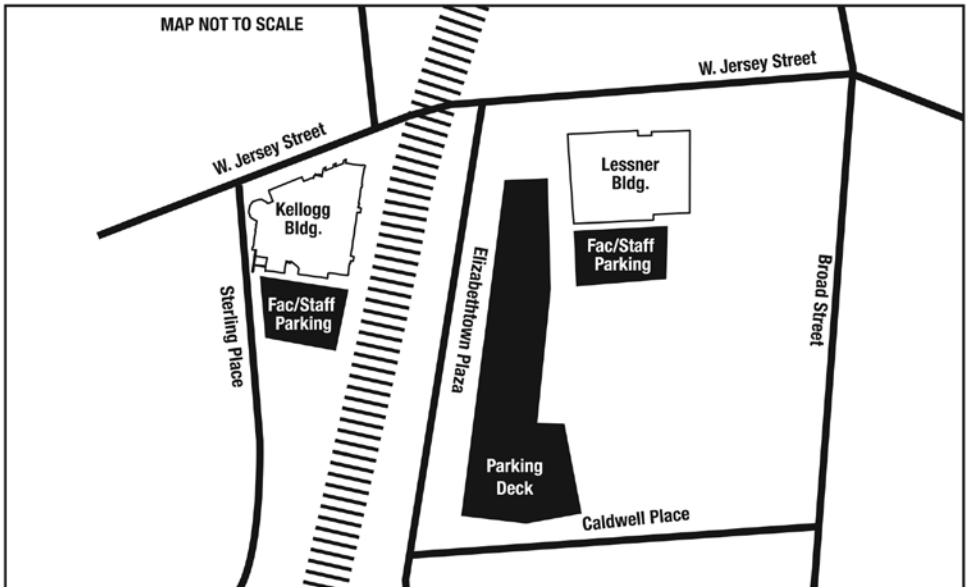 MAP NOT TO SCALE
W. Jersey Street
W. Jersey Street
Lessner
Bldg.
Kellogg
Bldg.
Fac/Staff
Parking
Elizabethtown Plaza
Broad Street
Sterling Place
Fac/Staff
Parking
Parking
Deck
Caldwell Place